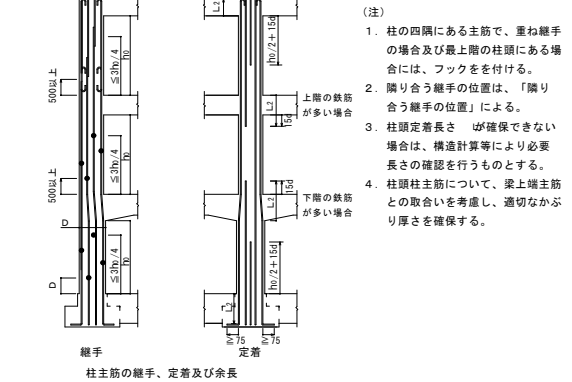 L2
h0/2＋15d
500以上
≦3h0/4
h0
L2
15d
上階の鉄筋
が多い場合
500以上
≦3h0/4
h0
15d
L2
下階の鉄筋
が多い場合
D
D
≦3h0/4
h0
h0/2＋15d
L2
≧75
≧75
継手
定着
柱主筋の継手、定着及び余長
（注）
１．柱の四隅にある主筋で、重ね継手
の場合及び最上階の柱頭にある場
合には、フックをを付ける。
２．隣り合う継手の位置は、「隣り
合う継手の位置」による。
３．柱頭定着長さ が確保できない
場合は、構造計算等により必要
長さの確認を行うものとする。
４．柱頭柱主筋について、梁上端主筋
との取合いを考慮し、適切なかぶ
り厚さを確保する。